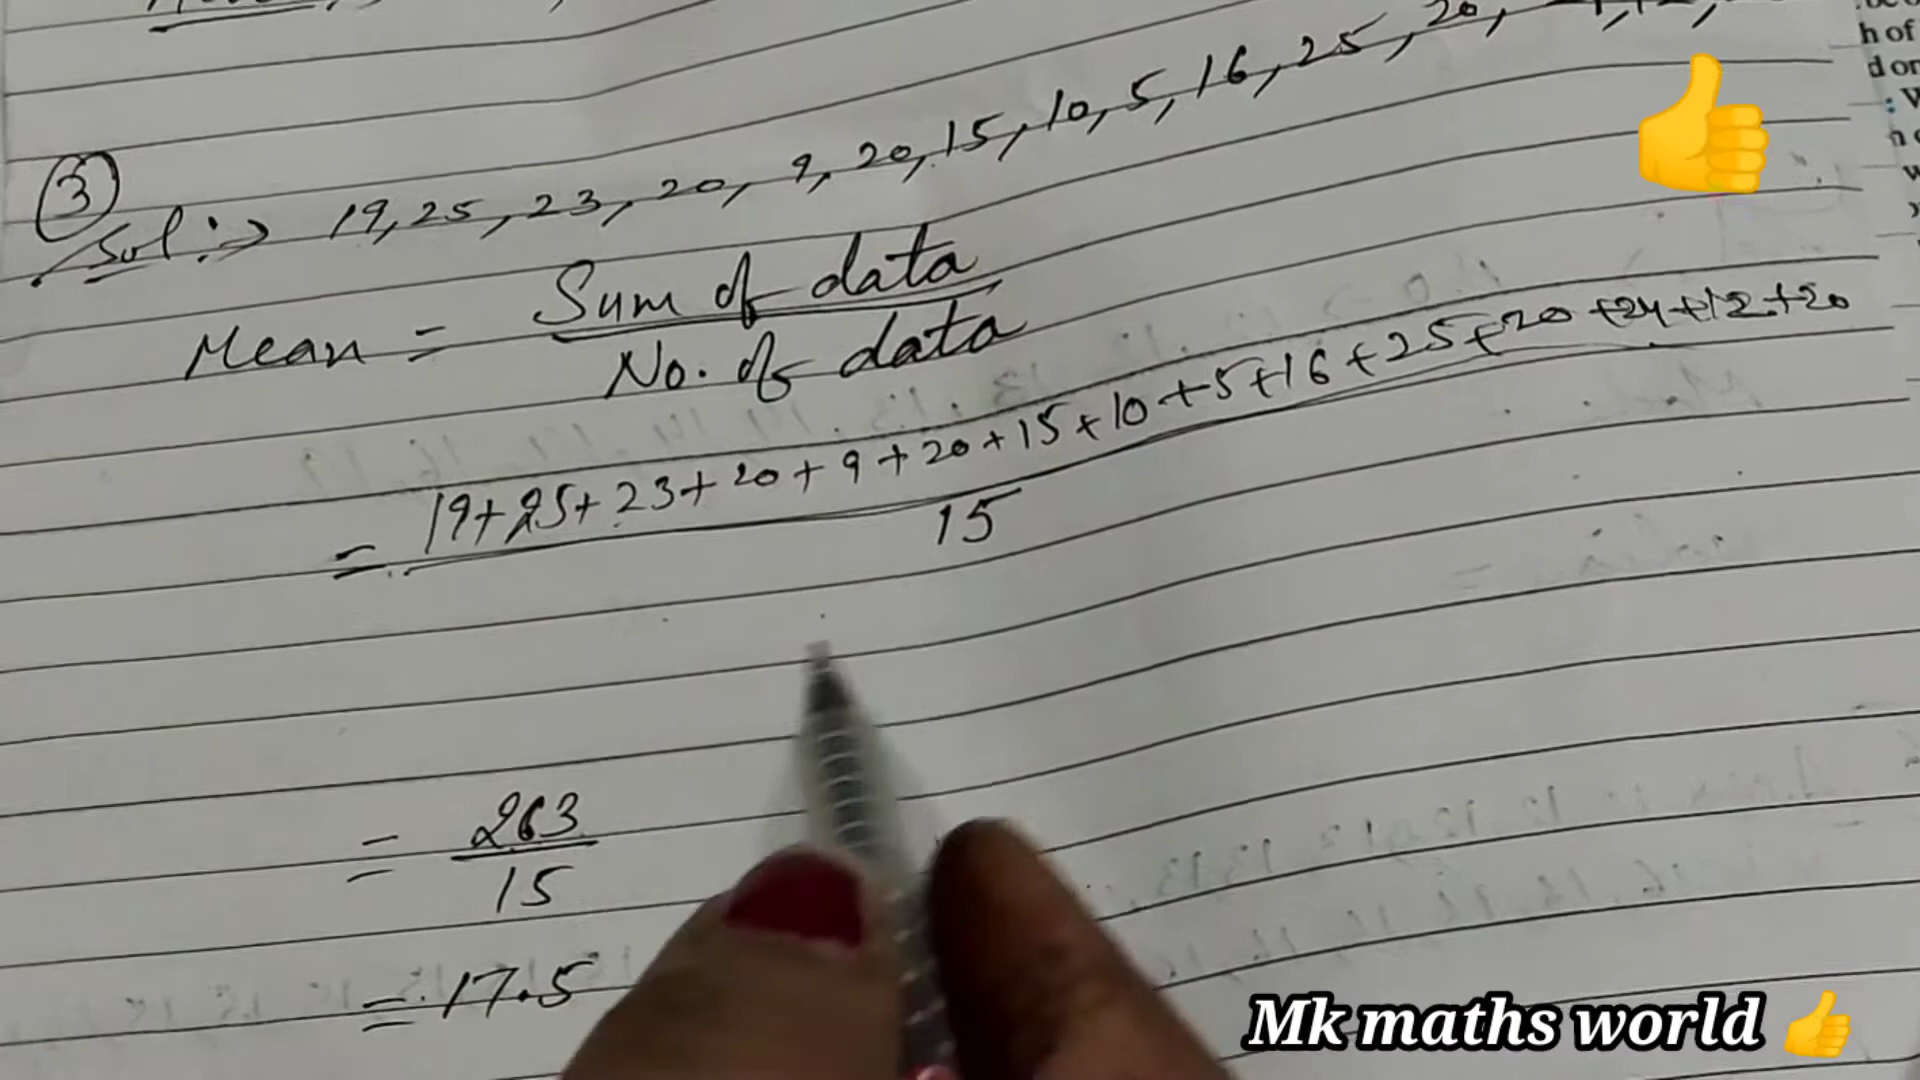 ③
Sol:⇒ 19, 25, 23, 20, 9, 20, 15, 10, 5, 16, 25, 20,
Mean = Sum of data
No. of data
= 19+25+23+20+9+20+15+10+5+16+25+20+24+12+20
15
= 263
15
= 17.5
Mk maths world 👍
h of